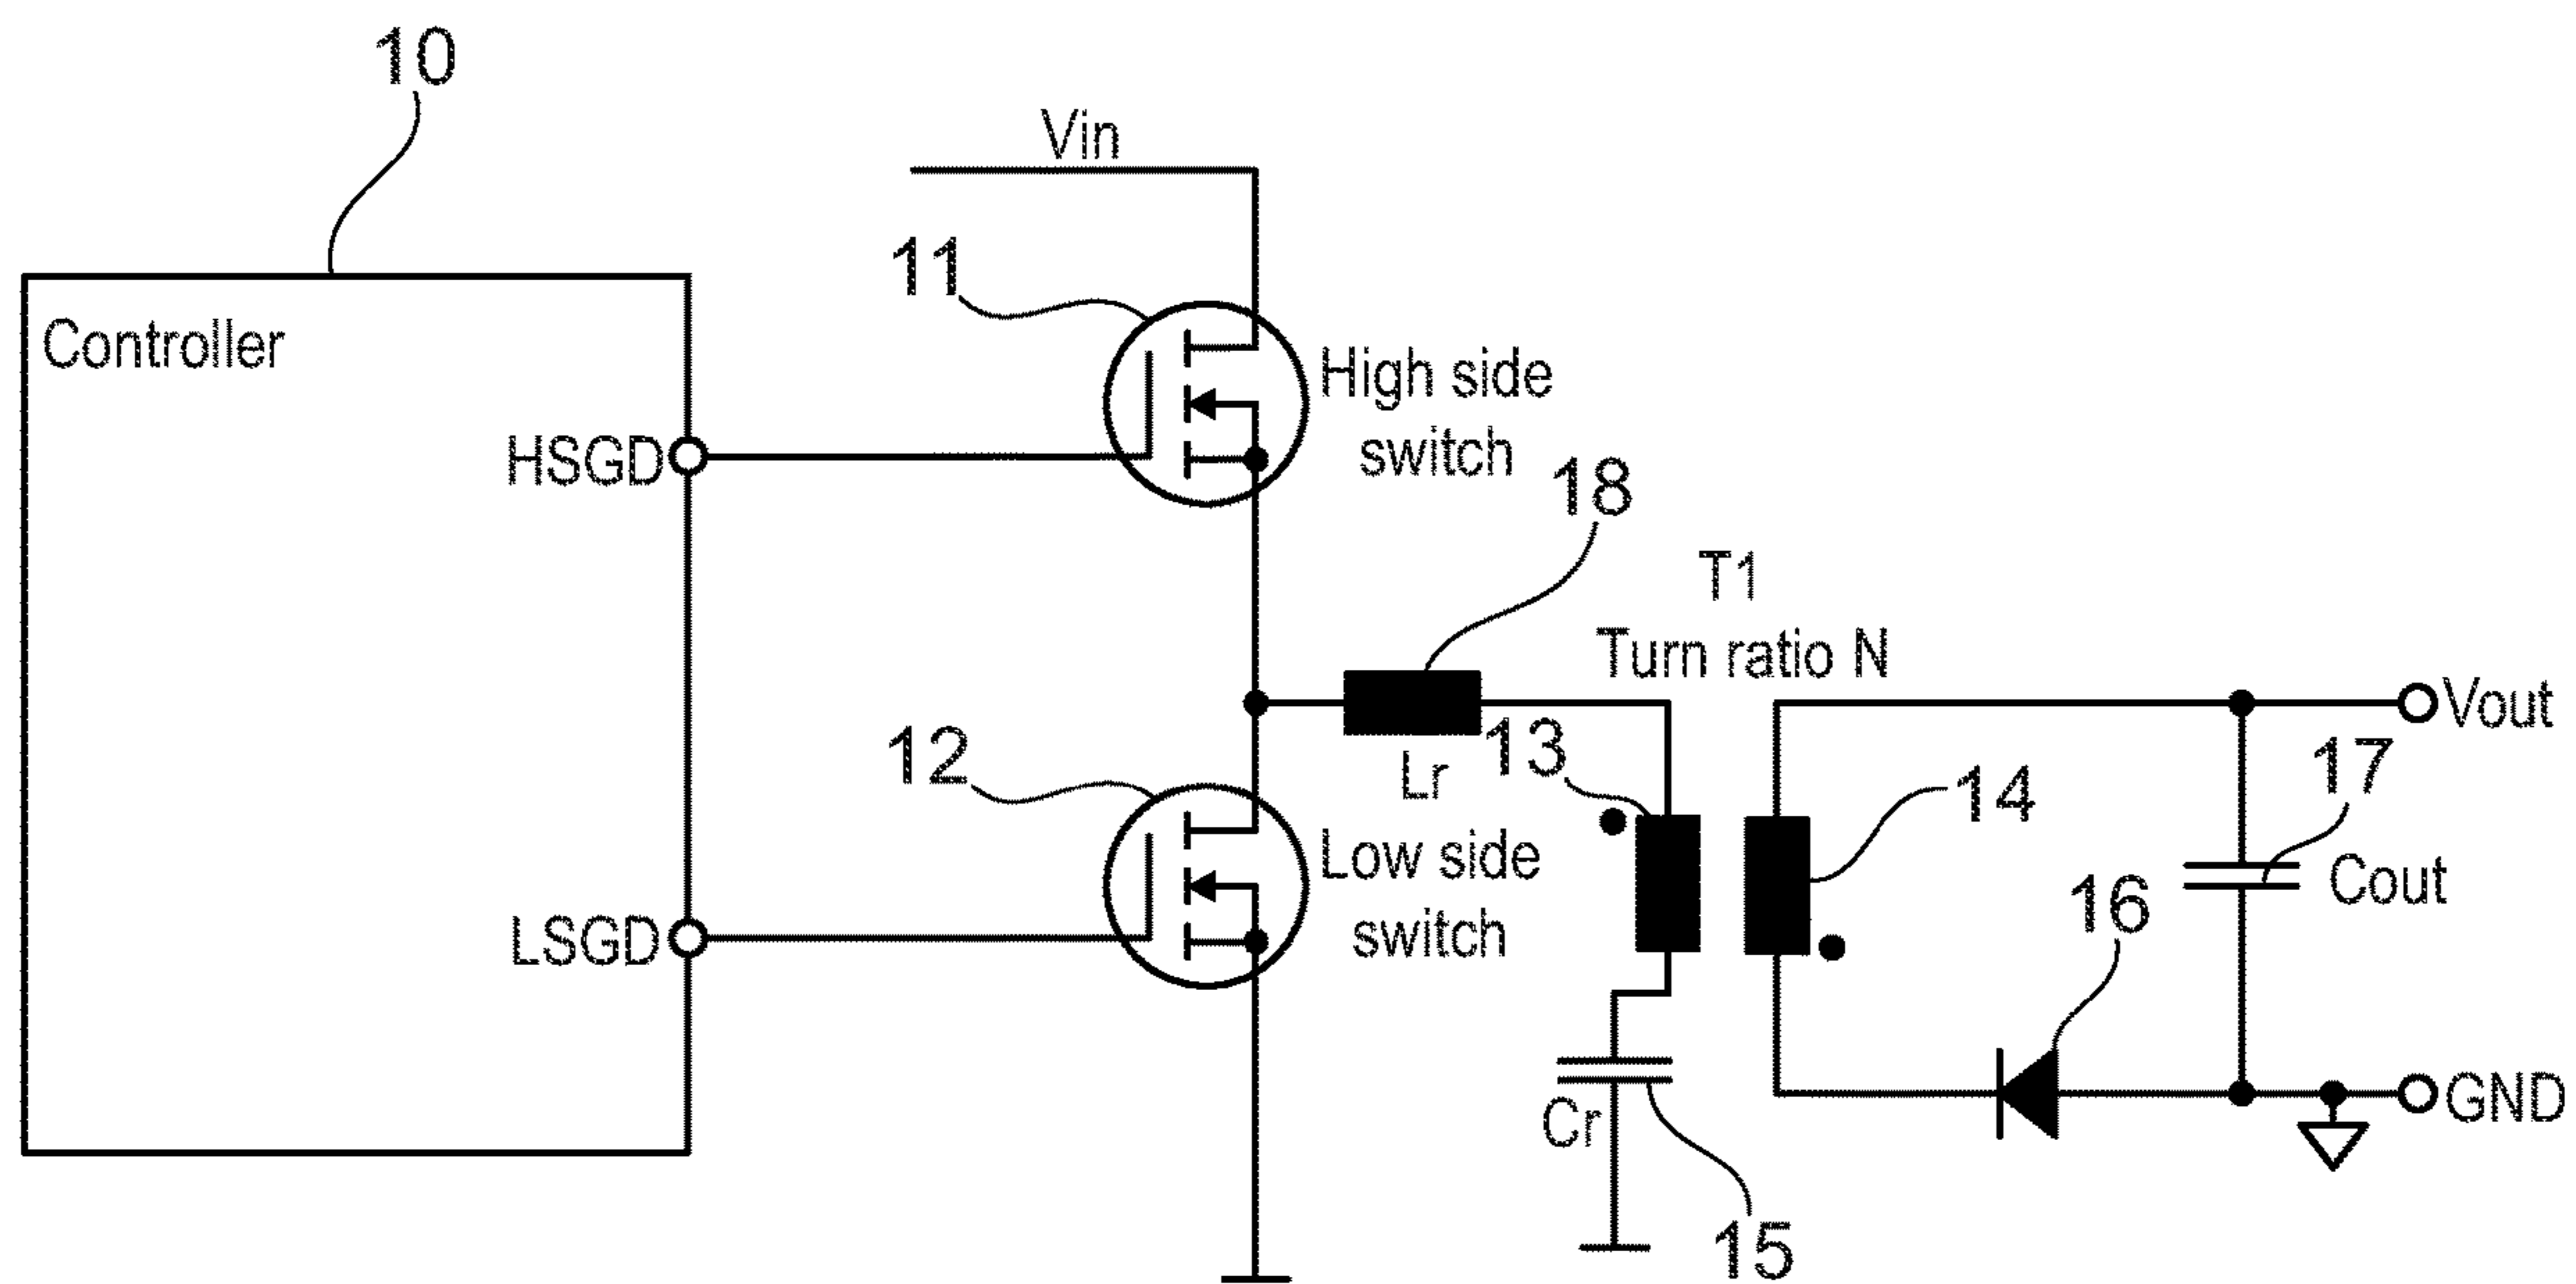 10
Vin
11
Controller
High side
switch
HSGD
18
T1
Turn ratio N
Vout
12
Lr
13
17
14
Low side
switch
Cout
16
LSGD
Cr
GND
15